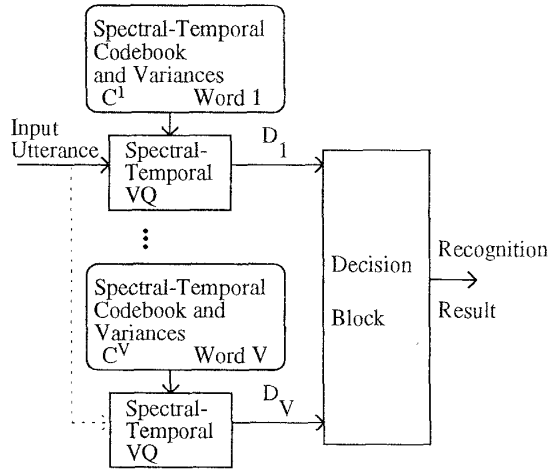 Spectral-Temporal
Codebook
and Variances
C¹ Word 1
Input
Utterance
Spectral-
Temporal
VQ
D₁
Decision
Block
Recognition
Result
Spectral-Temporal
Codebook and
Variances
Cⱽ Word V
Spectral-
Temporal
VQ
D_V